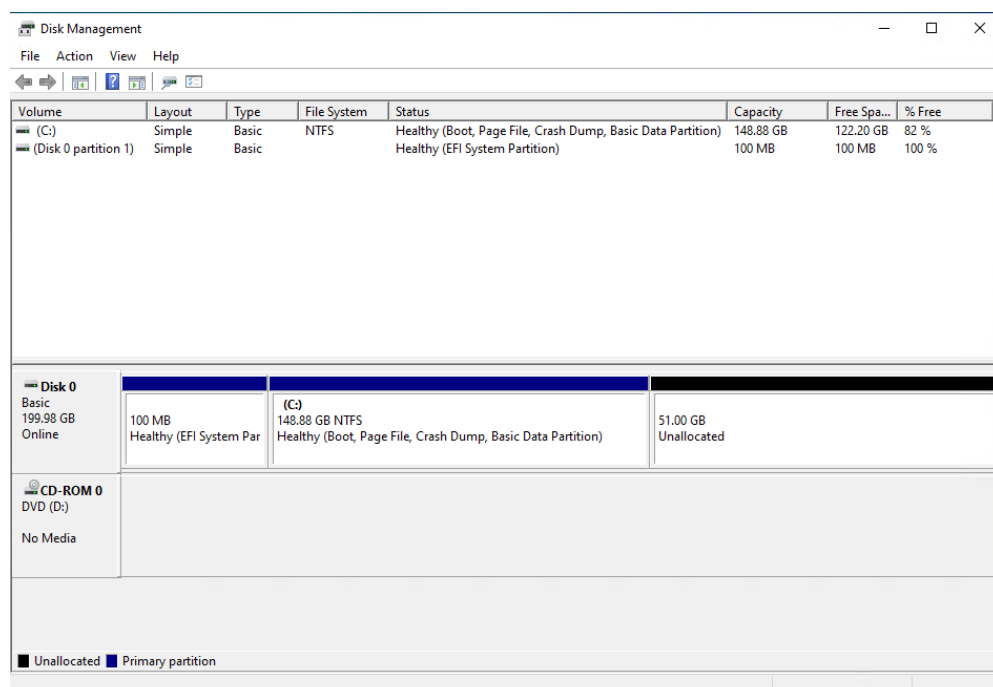 Disk Management
File Action View Help
Volume Layout Type File System Status Capacity Free Spa... % Free
(C:) Simple Basic NTFS Healthy (Boot, Page File, Crash Dump, Basic Data Partition) 148.88 GB 122.20 GB 82 %
(Disk 0 partition 1) Simple Basic Healthy (EFI System Partition) 100 MB 100 MB 100 %
Disk 0
Basic
199.98 GB
Online
100 MB
Healthy (EFI System Par
(C:)
148.88 GB NTFS
Healthy (Boot, Page File, Crash Dump, Basic Data Partition)
51.00 GB
Unallocated
CD-ROM 0
DVD (D:)
No Media
Unallocated Primary partition